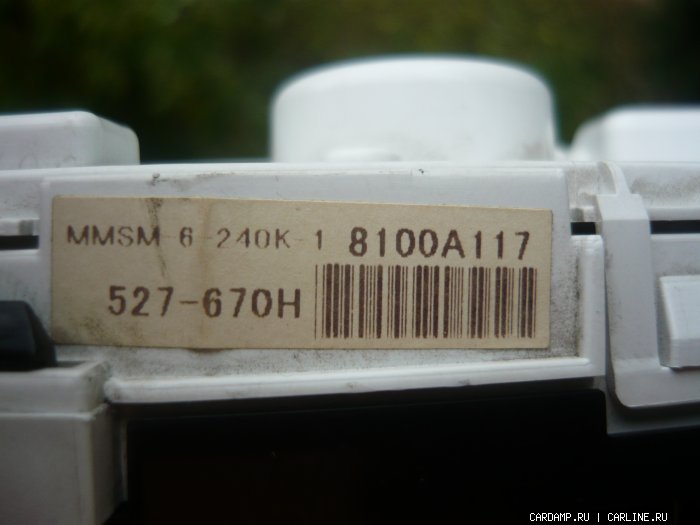 MMSM-6-240K-1 8100A117
527-670H
CARDAMP.RU | CARLINE.RU